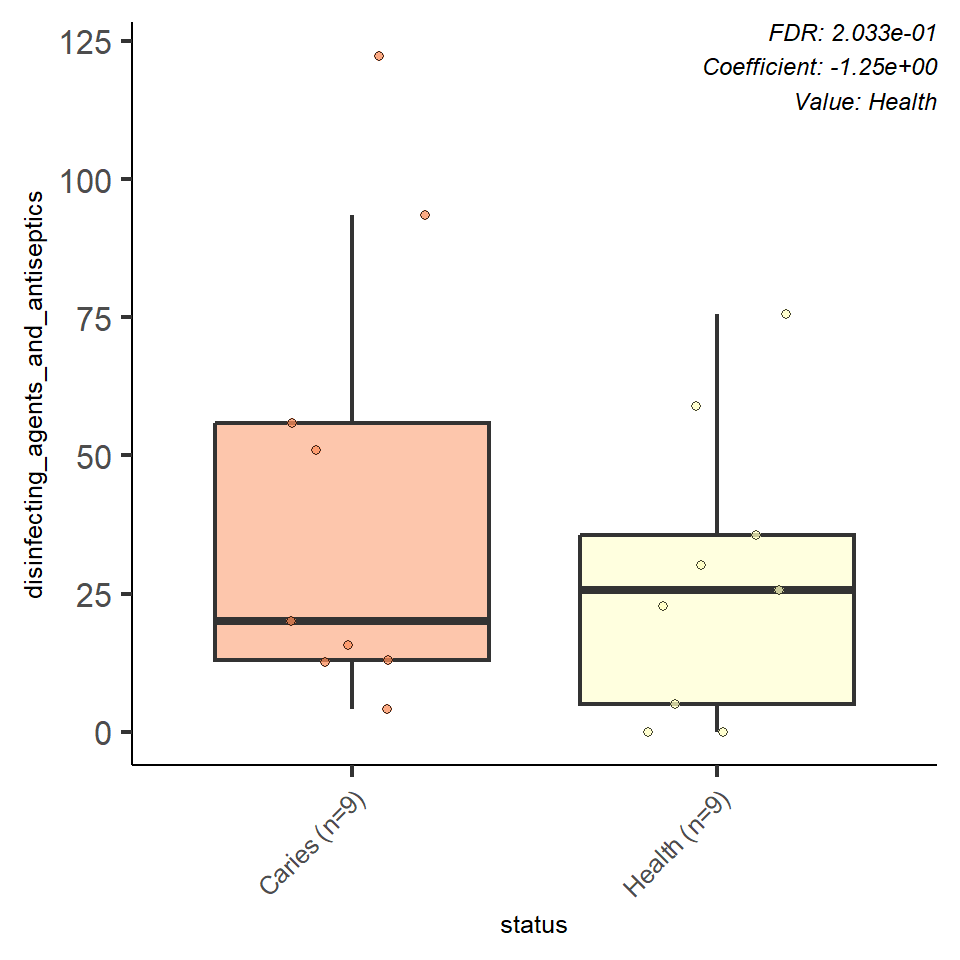 FDR: 2.033e-01
Coefficient: -1.25e+00
Value: Health
disinfecting_agents_and_antiseptics
125
100
75
50
25
0
Caries (n=9)
Health (n=9)
status